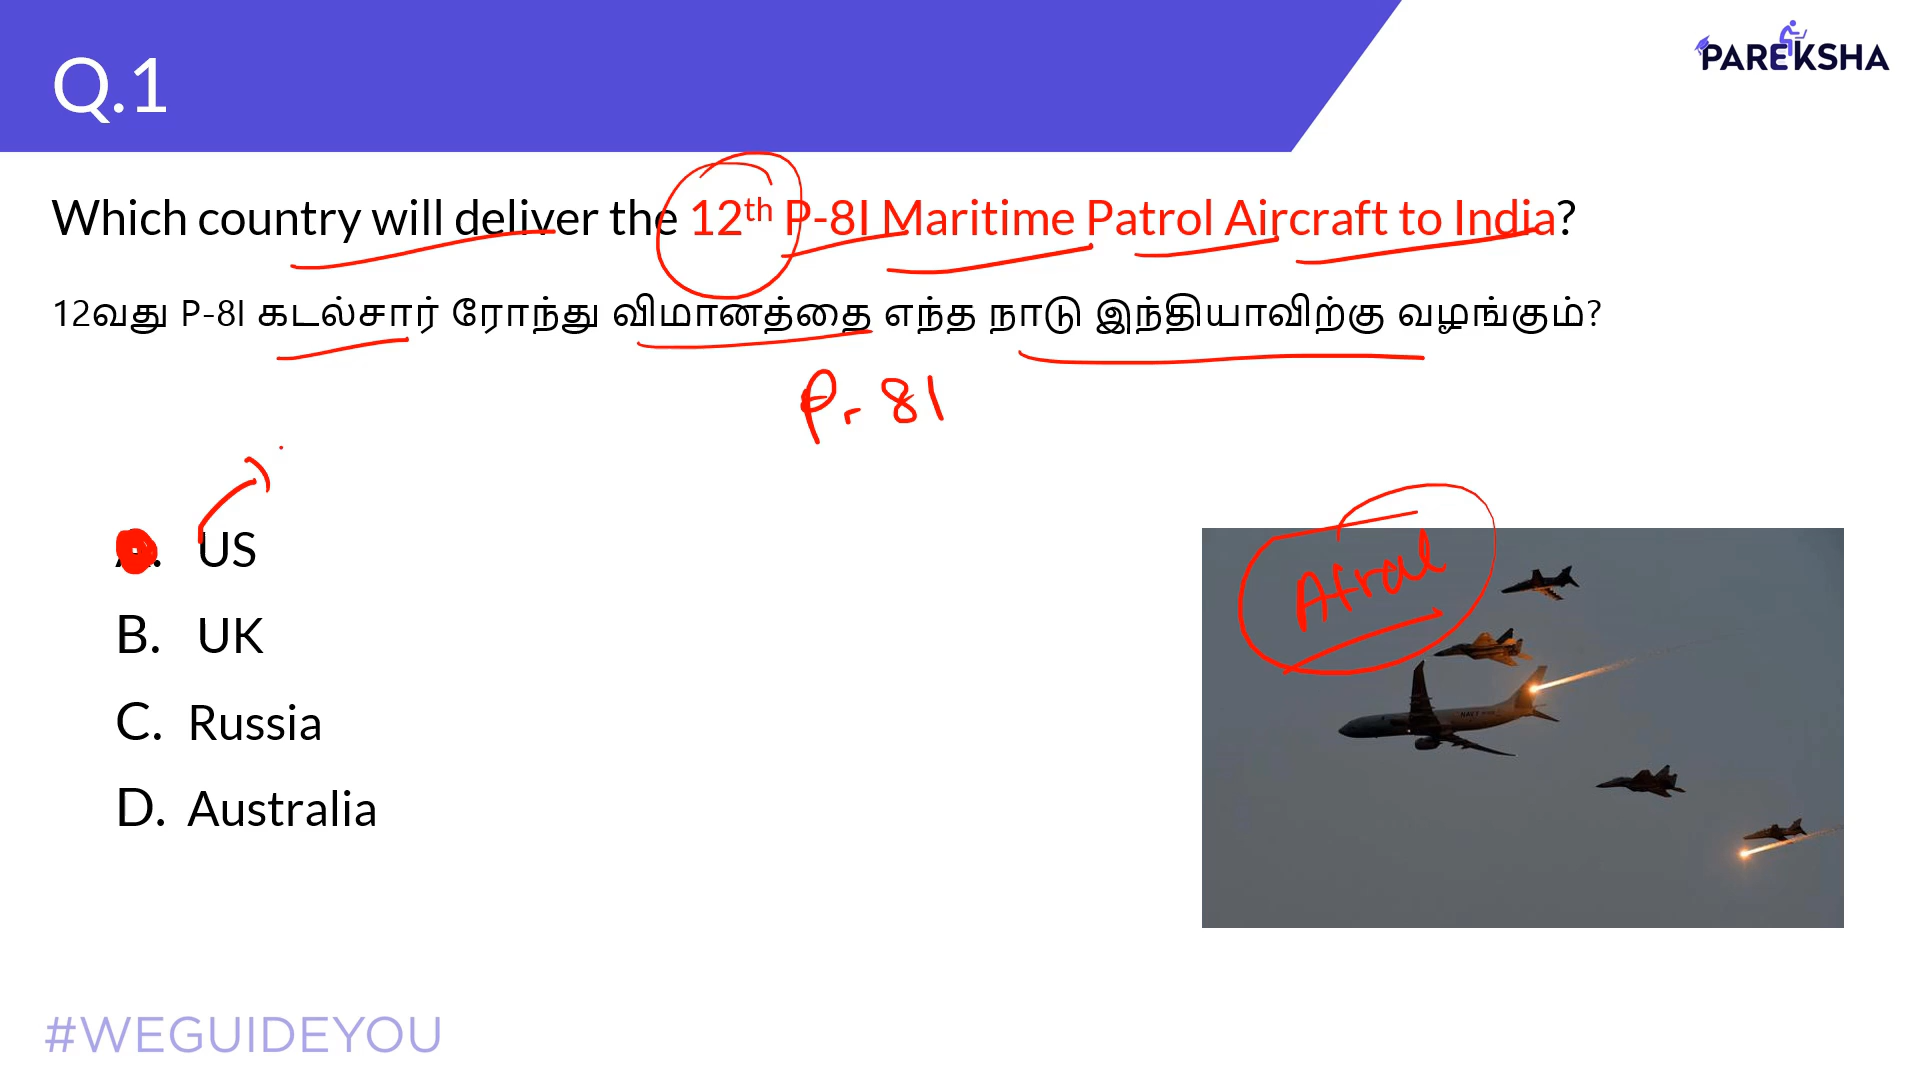 Q.1
PAREKSHA
Which country will deliver the 12th P-8I Maritime Patrol Aircraft to India?
12வது P-8I கடல்சார் ரோந்து விமானத்தை எந்த நாடு இந்தியாவிற்கு வழங்கும்?
P-8I
A. US
B. UK
C. Russia
D. Australia
NAVY
#WEGUIDEYOU